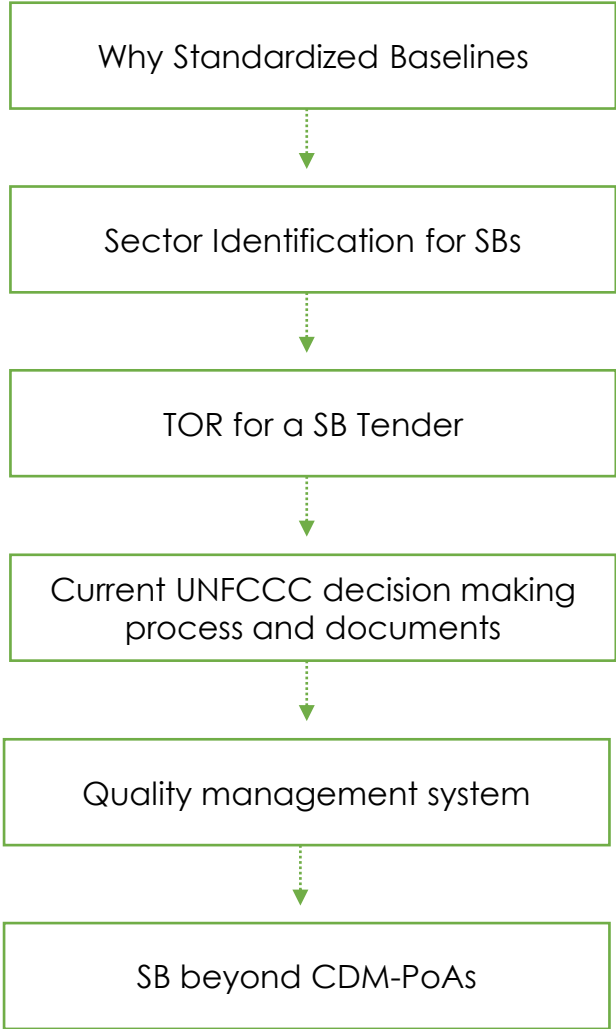 Why Standardized Baselines
Sector Identification for SBs
TOR for a SB Tender
Current UNFCCC decision making
process and documents
Quality management system
SB beyond CDM-PoAs